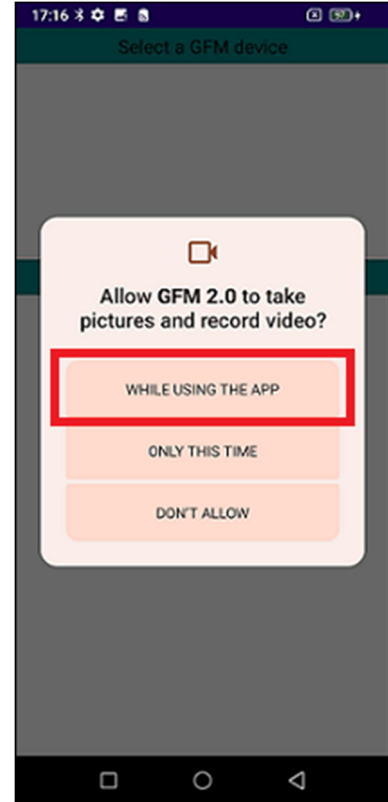 17:16
Select a GFM device
Allow GFM 2.0 to take
pictures and record video?
WHILE USING THE APP
ONLY THIS TIME
DON'T ALLOW